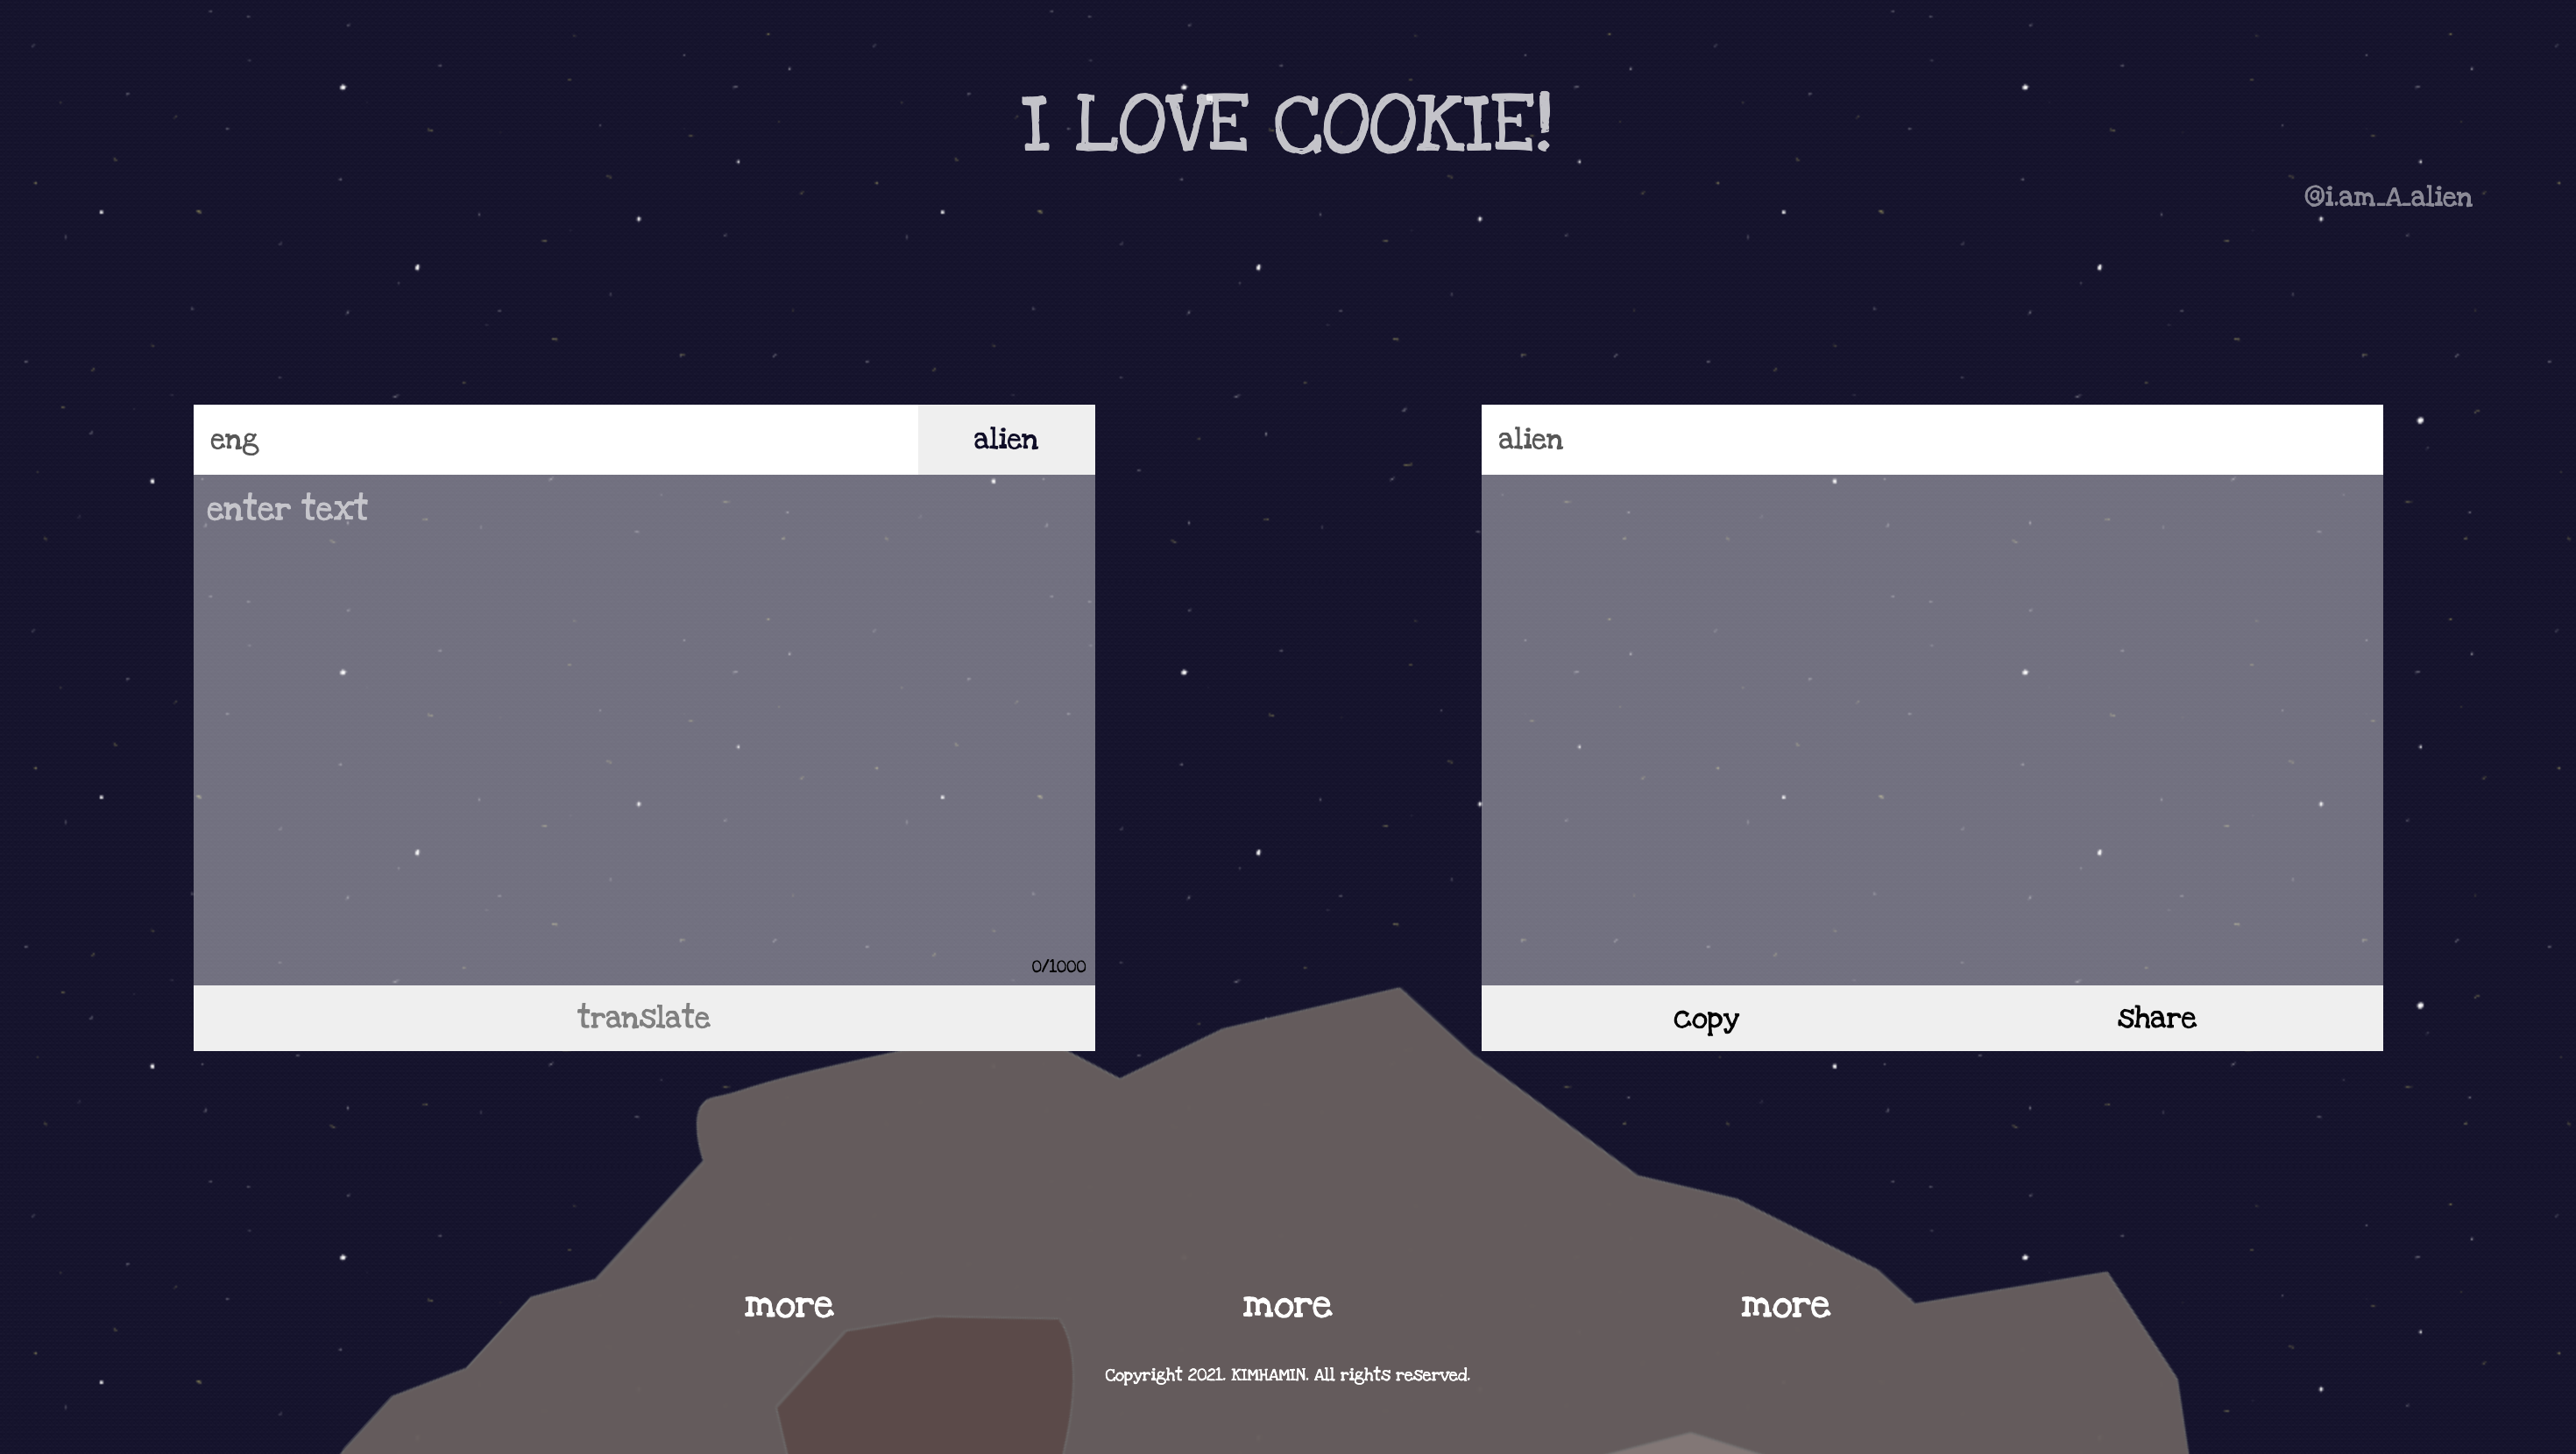 I LOVE COOKIE!
@i.am_A_alien
eng
alien
alien
enter text
0/1000
translate
copy
share
more
more
more
Copyright 2021. KIMHAMIN. All rights reserved.